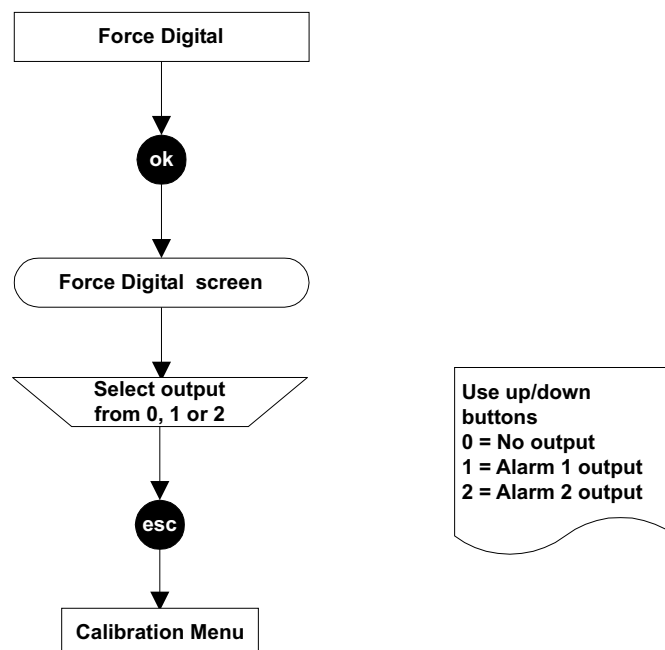 Force Digital
ok
Force Digital screen
Select output
from 0, 1 or 2
Use up/down
buttons
0 = No output
1 = Alarm 1 output
2 = Alarm 2 output
esc
Calibration Menu